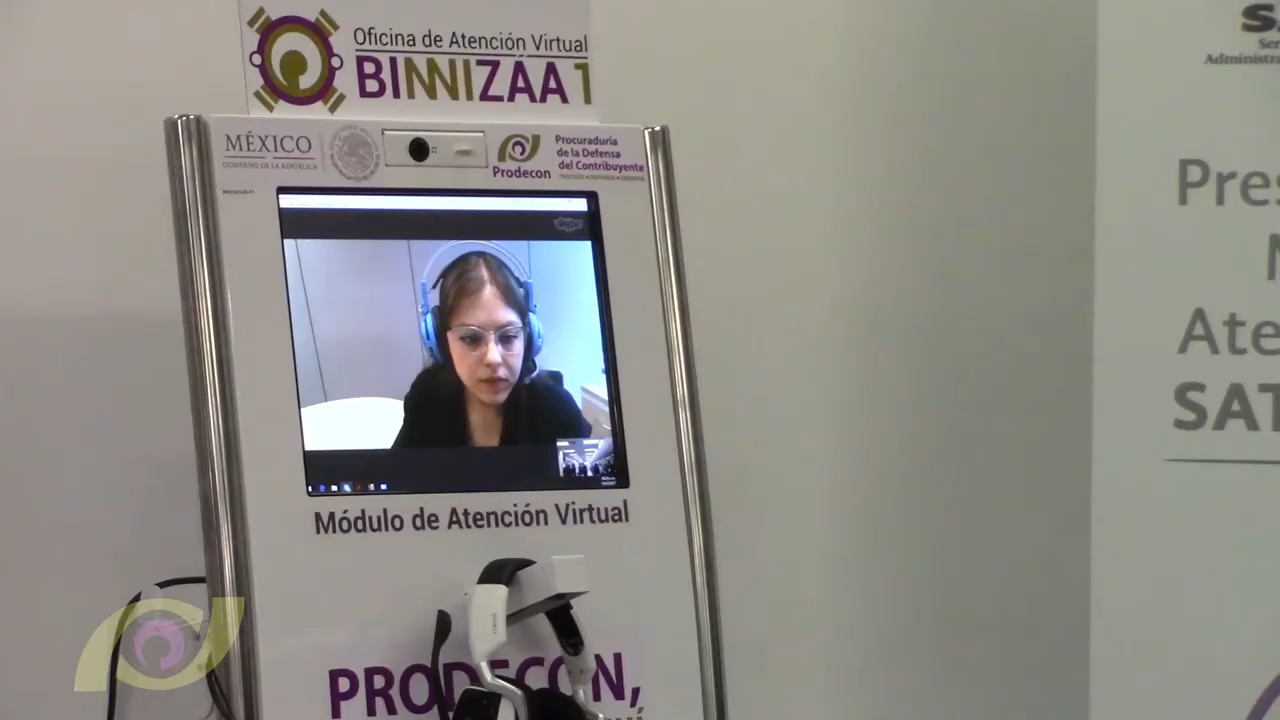 Oficina de Atención Virtual
BINNIZÁA 1
MÉXICO
GOBIERNO DE LA REPÚBLICA
Prodecon
Procuraduría
de la Defensa
del Contribuyente
Módulo de Atención Virtual
PRODECON,
Pres
Ate
SAT